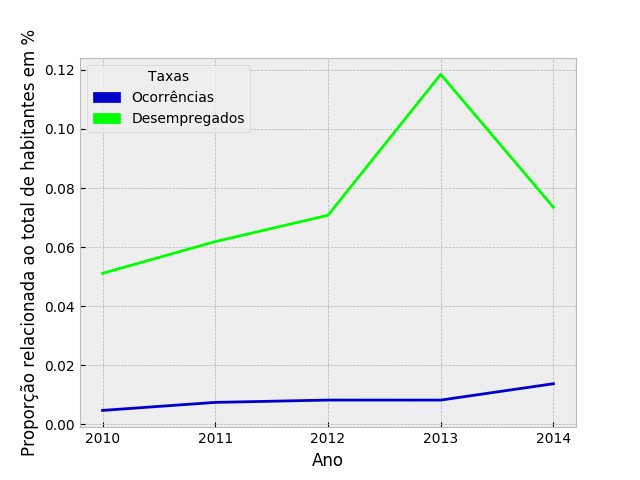 Proporção relacionada ao total de habitantes em %
0.12
0.10
0.08
0.06
0.04
0.02
0.00
Taxas
Ocorrências
Desempregados
2010 2011 2012 2013 2014
Ano